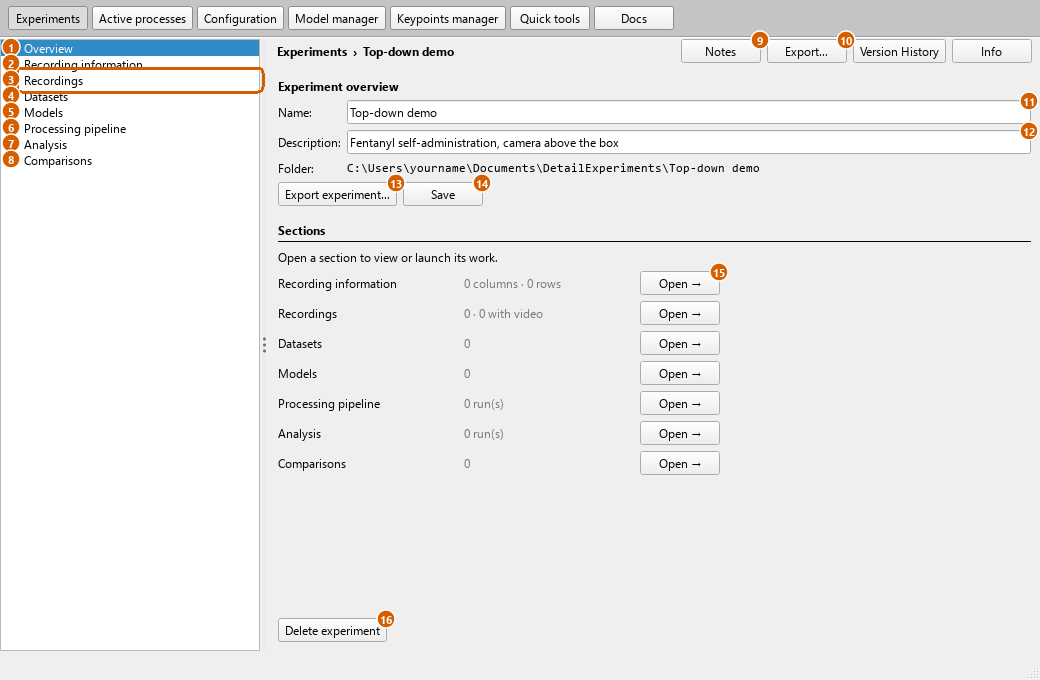 Experiments Active processes Configuration Model manager Keypoints manager Quick tools Docs
1 Overview
2 Recording information
3 Recordings
4 Datasets
5 Models
6 Processing pipeline
7 Analysis
8 Comparisons
Experiments › Top-down demo
Notes 9 Export... 10 Version History Info
Experiment overview
Name: Top-down demo 11
Description: Fentanyl self-administration, camera above the box 12
Folder: C:\Users\yourname\Documents\DetailExperiments\Top-down demo
Export experiment... 13 Save 14
Sections
Open a section to view or launch its work.
Recording information 0 columns · 0 rows Open → 15
Recordings 0 · 0 with video Open →
Datasets 0 Open →
Models 0 Open →
Processing pipeline 0 run(s) Open →
Analysis 0 run(s) Open →
Comparisons 0 Open →
Delete experiment 16